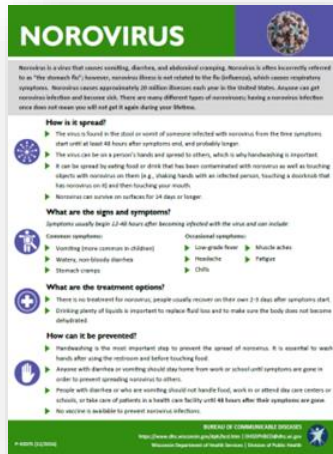 NOROVIRUS
Norovirus is a virus that causes vomiting, diarrhea, and abdominal cramping. Norovirus is often incorrectly referred
to as "the stomach flu"; however, norovirus illness is not related to the flu (influenza), which causes respiratory
symptoms. Norovirus causes approximately 20 million illnesses each year in the United States. Anyone can get
norovirus infection and become sick. There are many different types of noroviruses; having a norovirus infection
once does not mean you will not get it again during your lifetime.
How is it spread?
The virus is found in the stool or vomit of someone infected with norovirus from the time symptoms
start until at least 48 hours after symptoms end, and probably longer.
The virus can be on a person's hands and spread to others, which is why handwashing is important.
It can be spread by eating food or drink that has been contaminated with norovirus as well as touching
objects with norovirus on them (e.g., shaking hands with an infected person, touching a doorknob that
has norovirus on it) and then touching your mouth.
Norovirus can survive on surfaces for 14 days or longer.
What are the signs and symptoms?
Symptoms usually begin 12-48 hours after becoming infected with the virus and can include:
Common symptoms:
Vomiting (more common in children)
Watery, non-bloody diarrhea
Stomach cramps
Occasional symptoms:
Low-grade fever
Headache
Chills
Muscle aches
Fatigue
What are the treatment options?
There is no treatment for norovirus; people usually recover on their own 2-3 days after symptoms start.
Drinking plenty of liquids is important to replace fluid loss and to make sure the body does not become
dehydrated.
How can it be prevented?
Handwashing is the most important step to prevent the spread of norovirus. It is essential to wash
hands after using the restroom and before touching food.
Anyone with diarrhea or vomiting should stay home from work or school until symptoms are gone in
order to prevent spreading norovirus to others.
People with diarrhea or who are vomiting should not handle food, work in or attend day care centers or
schools, or take care of patients in a health care facility until 48 hours after their symptoms are gone.
No vaccine is available to prevent norovirus infections.
BUREAU OF COMMUNICABLE DISEASES
Wisconsin Department of Health Services | Division of Public Health